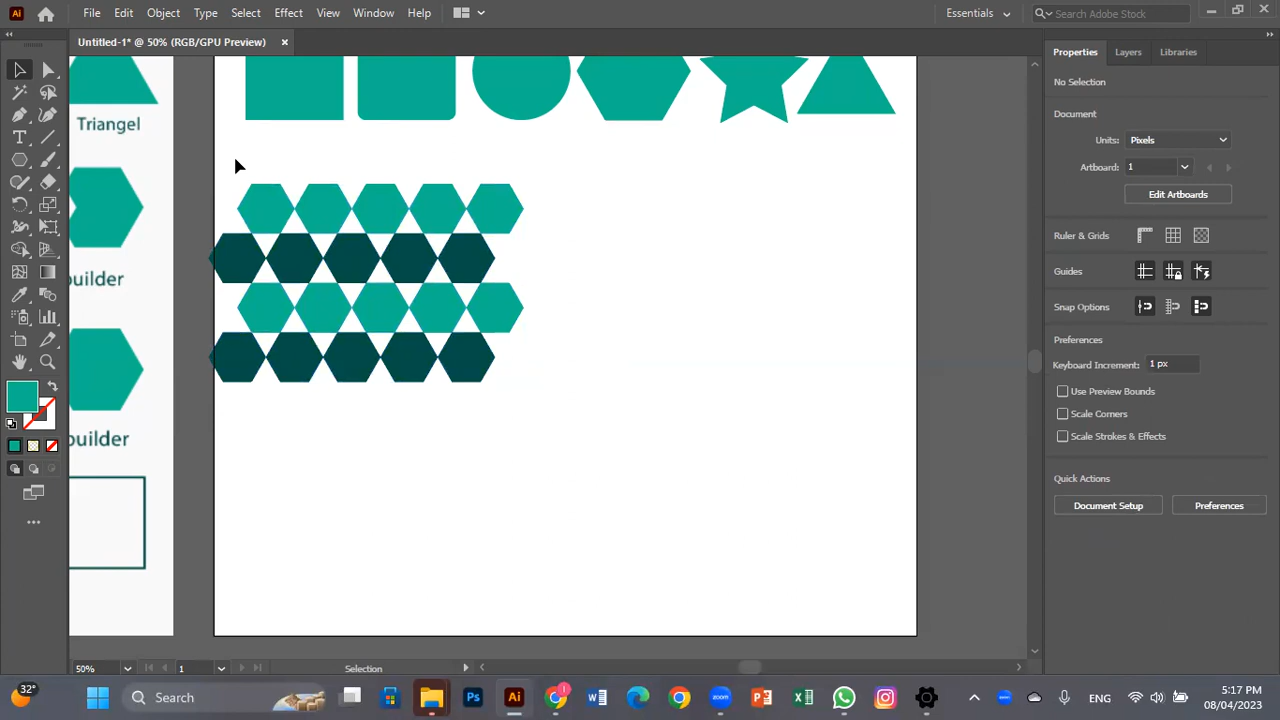 Ai File Edit Object Type Select Effect View Window Help Essentials Search Adobe Stock
Untitled-1* @ 50% (RGB/GPU Preview)
Properties Layers Libraries
No Selection
Document
Units: Pixels
Artboard: 1
Edit Artboards
Ruler & Grids
Guides
Snap Options
Preferences
Keyboard Increment: 1 px
Use Preview Bounds
Scale Corners
Scale Strokes & Effects
Quick Actions
Document Setup Preferences
Triangel
builder
builder
50% 1 Selection
32° Search Ps Ai ENG 5:17 PM
08/04/2023